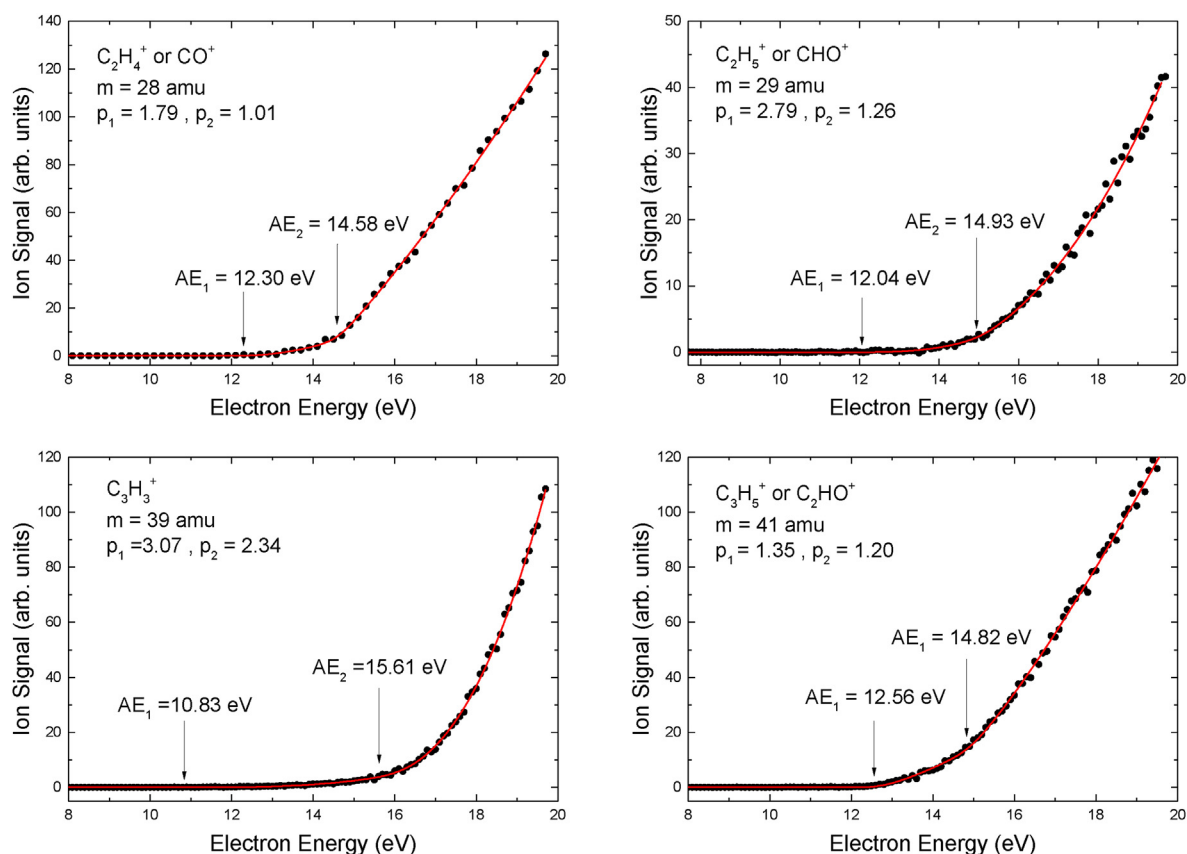 C₂H₄⁺ or CO⁺
m = 28 amu
p₁ = 1.79 , p₂ = 1.01
AE₂ = 14.58 eV
AE₁ = 12.30 eV
Ion Signal (arb. units)
0
20
40
60
80
100
120
140
8 10 12 14 16 18 20
Electron Energy (eV)
C₂H₅⁺ or CHO⁺
m = 29 amu
p₁ = 2.79 , p₂ = 1.26
AE₂ = 14.93 eV
AE₁ = 12.04 eV
Ion Signal (arb. units)
0
10
20
30
40
50
8 10 12 14 16 18 20
Electron Energy (eV)
C₃H₃⁺
m = 39 amu
p₁ =3.07 , p₂ = 2.34
AE₂ =15.61 eV
AE₁ =10.83 eV
Ion Signal (arb. units)
0
20
40
60
80
100
120
8 10 12 14 16 18 20
Electron Energy (eV)
C₃H₅⁺ or C₂HO⁺
m = 41 amu
p₁ = 1.35 , p₂ = 1.20
AE₁ = 14.82 eV
AE₁ = 12.56 eV
Ion Signal (arb. units)
0
20
40
60
80
100
120
8 10 12 14 16 18 20
Electron Energy (eV)